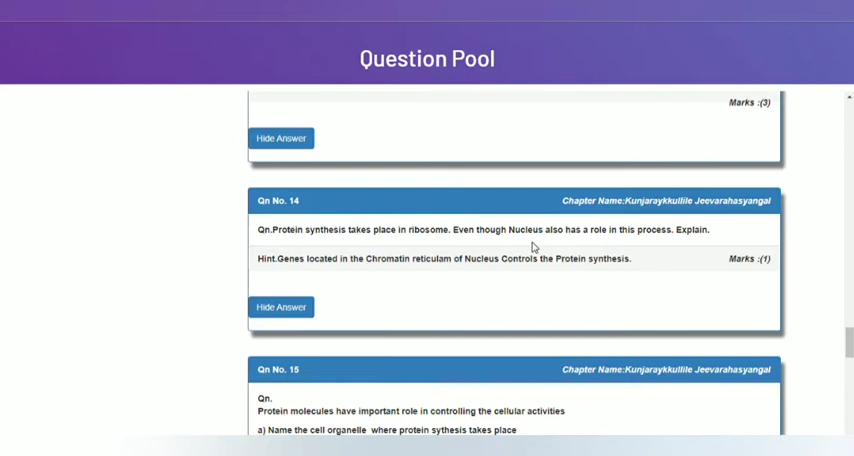 Question Pool
Marks :(3)
Hide Answer
Qn No. 14 Chapter Name:Kunjaraykkullile Jeevarahasyangal
Qn.Protein synthesis takes place in ribosome. Even though Nucleus also has a role in this process. Explain.
Hint.Genes located in the Chromatin reticulam of Nucleus Controls the Protein synthesis. Marks :(1)
Hide Answer
Qn No. 15 Chapter Name:Kunjaraykkullile Jeevarahasyangal
Qn.
Protein molecules have important role in controlling the cellular activities
a) Name the cell organelle where protein sythesis takes place